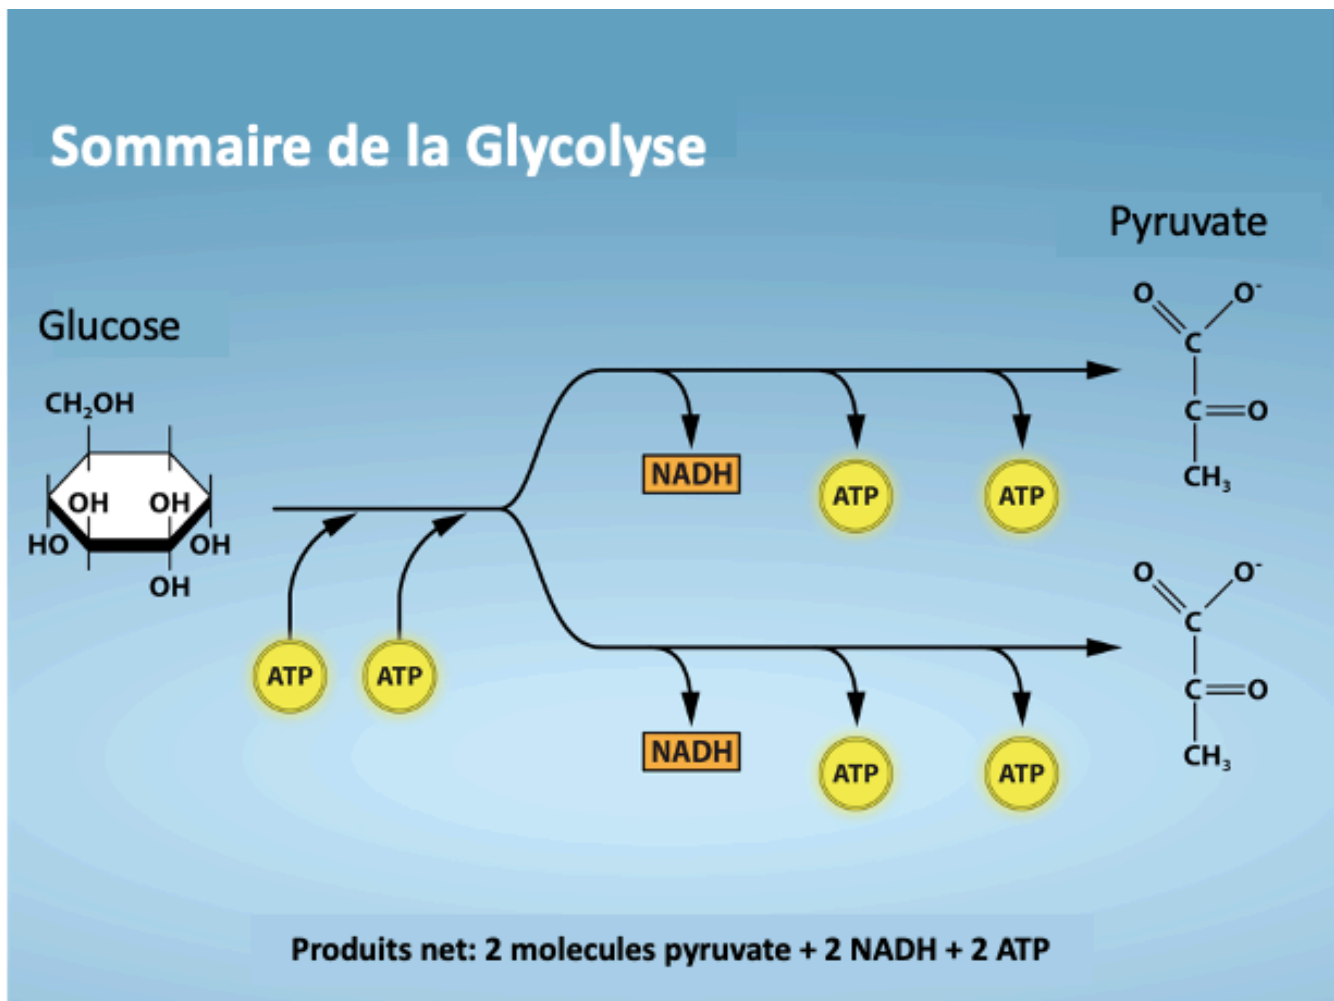 Sommaire de la Glycolyse
Pyruvate
Glucose
CH₂OH
OH OH
HO OH
OH
ATP ATP
NADH ATP ATP
O O⁻
C
C=O
CH₃
NADH ATP ATP
O O⁻
C
C=O
CH₃
Produits net: 2 molecules pyruvate + 2 NADH + 2 ATP